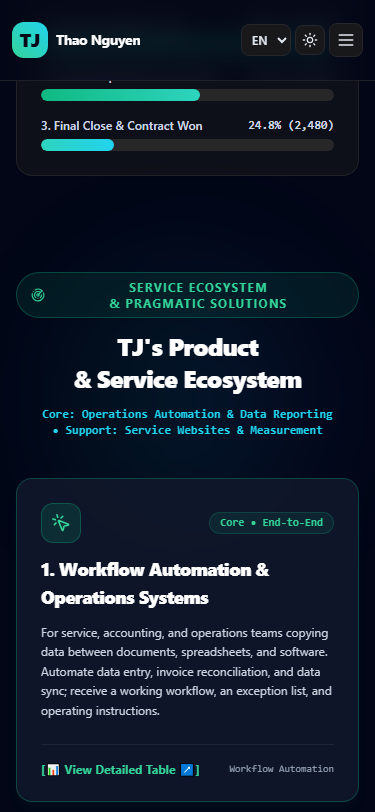 TJ Thao Nguyen EN
3. Final Close & Contract Won 24.8% (2,480)
SERVICE ECOSYSTEM
& PRAGMATIC SOLUTIONS
TJ's Product
& Service Ecosystem
Core: Operations Automation & Data Reporting
• Support: Service Websites & Measurement
Core • End-to-End
1. Workflow Automation &
Operations Systems
For service, accounting, and operations teams copying
data between documents, spreadsheets, and software.
Automate data entry, invoice reconciliation, and data
sync; receive a working workflow, an exception list, and
operating instructions.
[📊 View Detailed Table ↗️] Workflow Automation